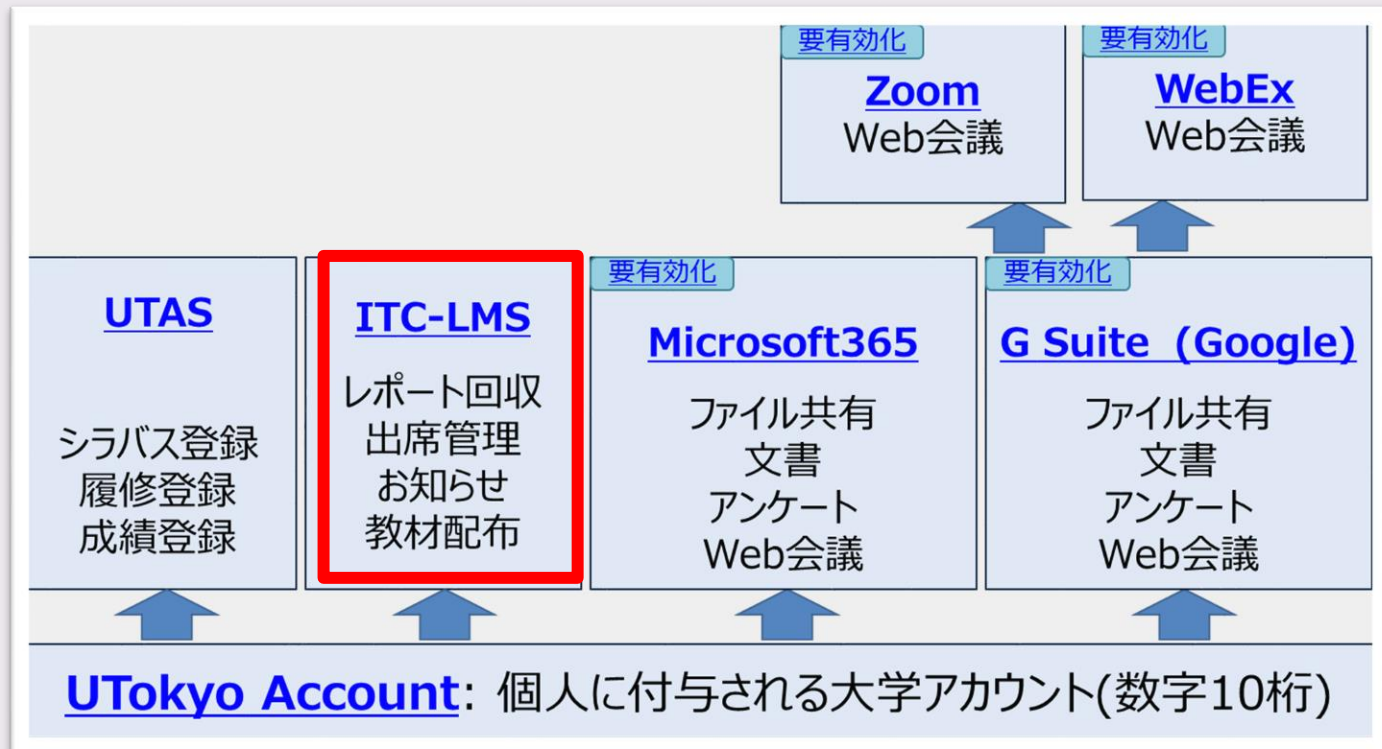 要有効化
Zoom
Web会議
要有効化
WebEx
Web会議
UTAS
シラバス登録
履修登録
成績登録
ITC-LMS
レポート回収
出席管理
お知らせ
教材配布
要有効化
Microsoft365
ファイル共有
文書
アンケート
Web会議
要有効化
G Suite (Google)
ファイル共有
文書
アンケート
Web会議
UTokyo Account: 個人に付与される大学アカウント(数字10桁)